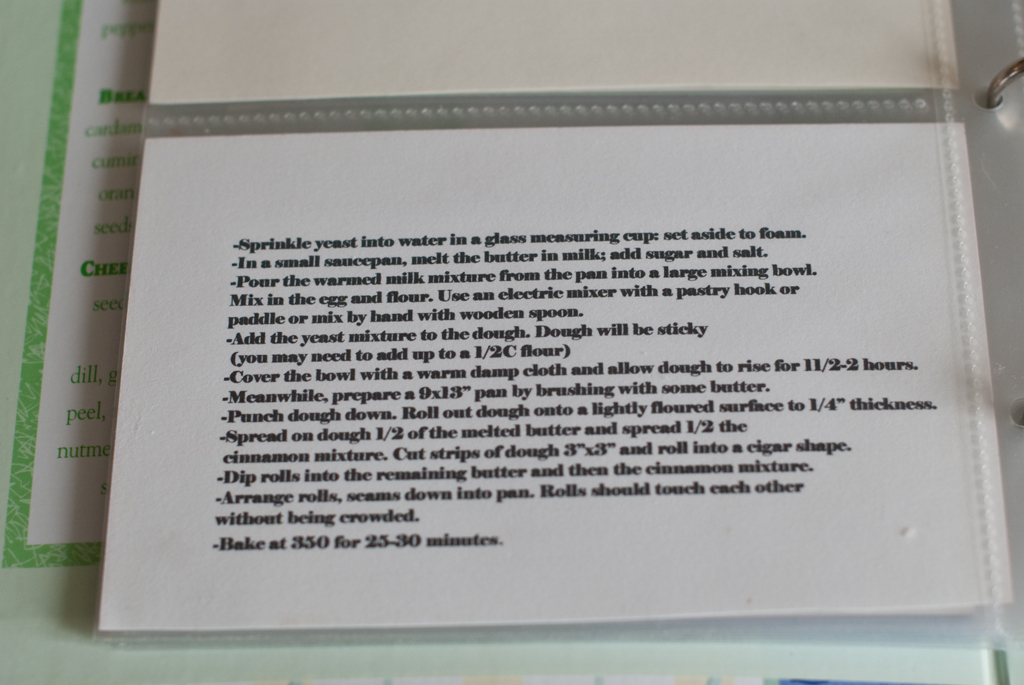 -Sprinkle yeast into water in a glass measuring cup: set aside to foam.
-In a small saucepan, melt the butter in milk; add sugar and salt.
-Pour the warmed milk mixture from the pan into a large mixing bowl.
Mix in the egg and flour. Use an electric mixer with a pastry hook or
paddle or mix by hand with wooden spoon.
-Add the yeast mixture to the dough. Dough will be sticky
(you may need to add up to a 1/2C flour)
-Cover the bowl with a warm damp cloth and allow dough to rise for 11/2-2 hours.
-Meanwhile, prepare a 9x13" pan by brushing with some butter.
-Punch dough down. Roll out dough onto a lightly floured surface to 1/4" thickness.
-Spread on dough 1/2 of the melted butter and spread 1/2 the
cinnamon mixture. Cut strips of dough 3"x3" and roll into a cigar shape.
-Dip rolls into the remaining butter and then the cinnamon mixture.
-Arrange rolls, seams down into pan. Rolls should touch each other
without being crowded.
-Bake at 350 for 25-30 minutes.
dill,
peel,